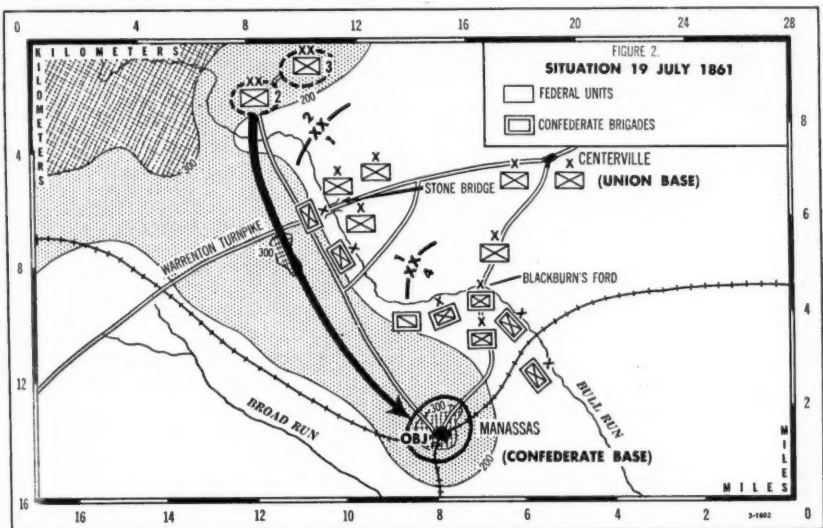 0 4 8 12 16 20 24 28
KILOMETERS
KILOMETERS
FIGURE 2.
SITUATION 19 JULY 1861
FEDERAL UNITS
CONFEDERATE BRIGADES
XX
3
XX
2
200
300
2
XX
1
X
X
X
X
X
X
STONE BRIDGE
CENTERVILLE
X
X
(UNION BASE)
WARRENTON TURNPIKE
300
1
XX
4
X
BLACKBURN'S FORD
X
X
X
X
X
X
BROAD RUN
BULL RUN
300
OBJ
MANASSAS
(CONFEDERATE BASE)
200
MILES
MILES
4
8
12
16
8
6
4
2
0
16 14 12 10 8 6 4 2 0
3-1602